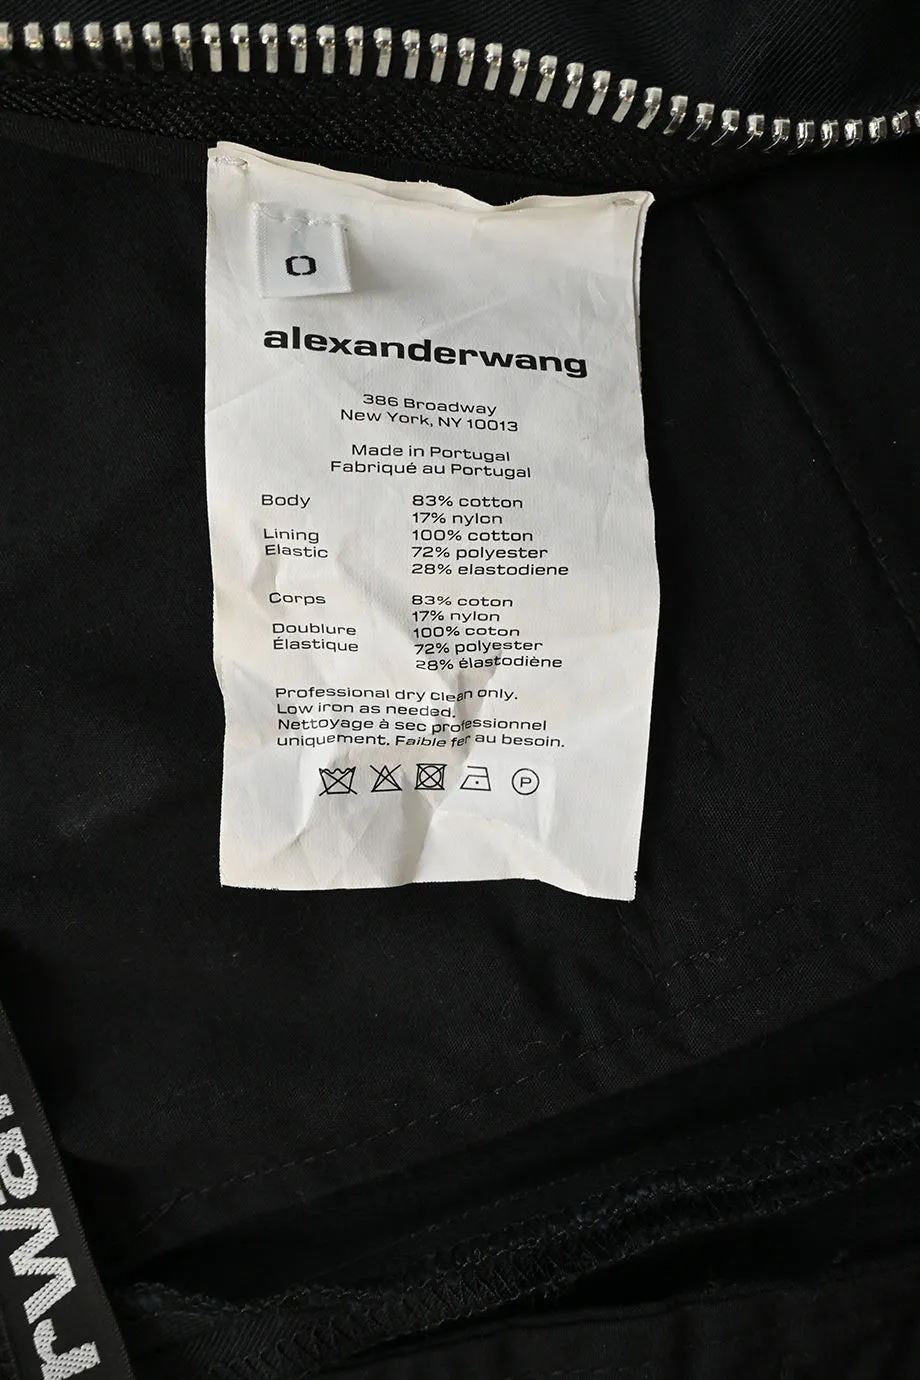 0
alexanderwang
386 Broadway
New York, NY 10013
Made in Portugal
Fabriqué au Portugal
Body 83% cotton
17% nylon
Lining 100% cotton
Elastic 72% polyester
28% elastodiene
Corps 83% coton
17% nylon
Doublure 100% coton
Élastique 72% polyester
28% élastodiène
Professional dry clean only.
Low iron as needed.
Nettoyage à sec professionnel
uniquement. Faible fer au besoin.
P